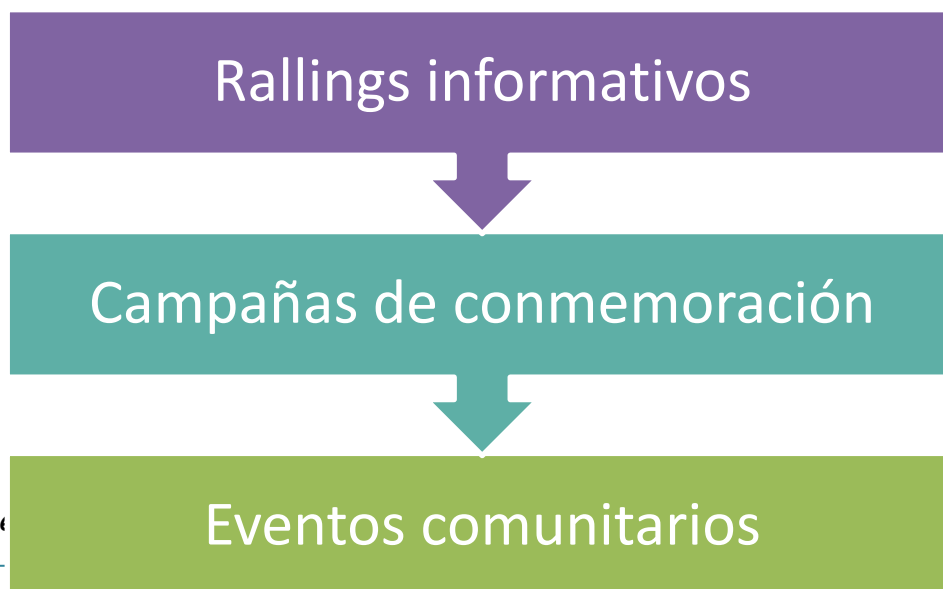 Rallings informativos
Campañas de conmemoración
Eventos comunitarios